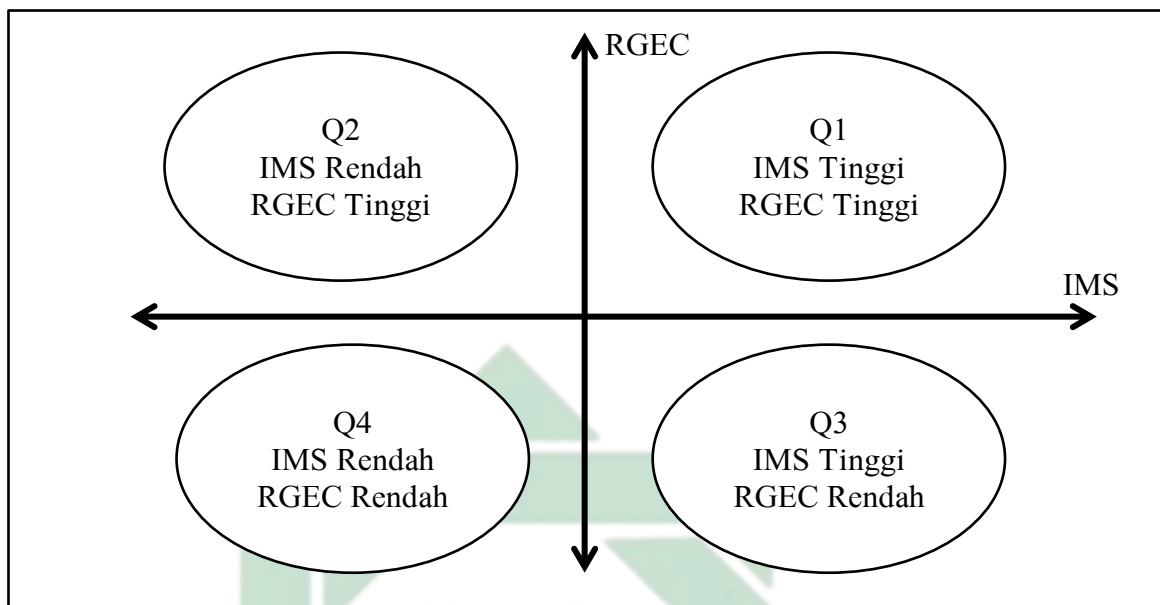 RGEC
Q2
IMS Rendah
RGEC Tinggi
Q1
IMS Tinggi
RGEC Tinggi
IMS
Q4
IMS Rendah
RGEC Rendah
Q3
IMS Tinggi
RGEC Rendah